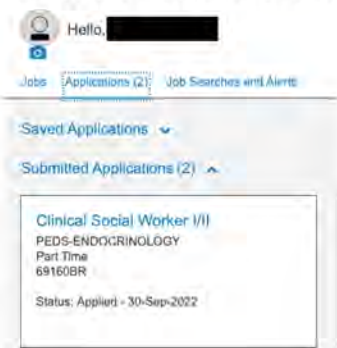 Hello,
Jobs Applications (2) Job Searches and Alerts
Saved Applications
Submitted Applications (2)
Clinical Social Worker I/II
PEDS-ENDOCRINOLOGY
Part Time
69160BR
Status: Applied - 30-Sep-2022